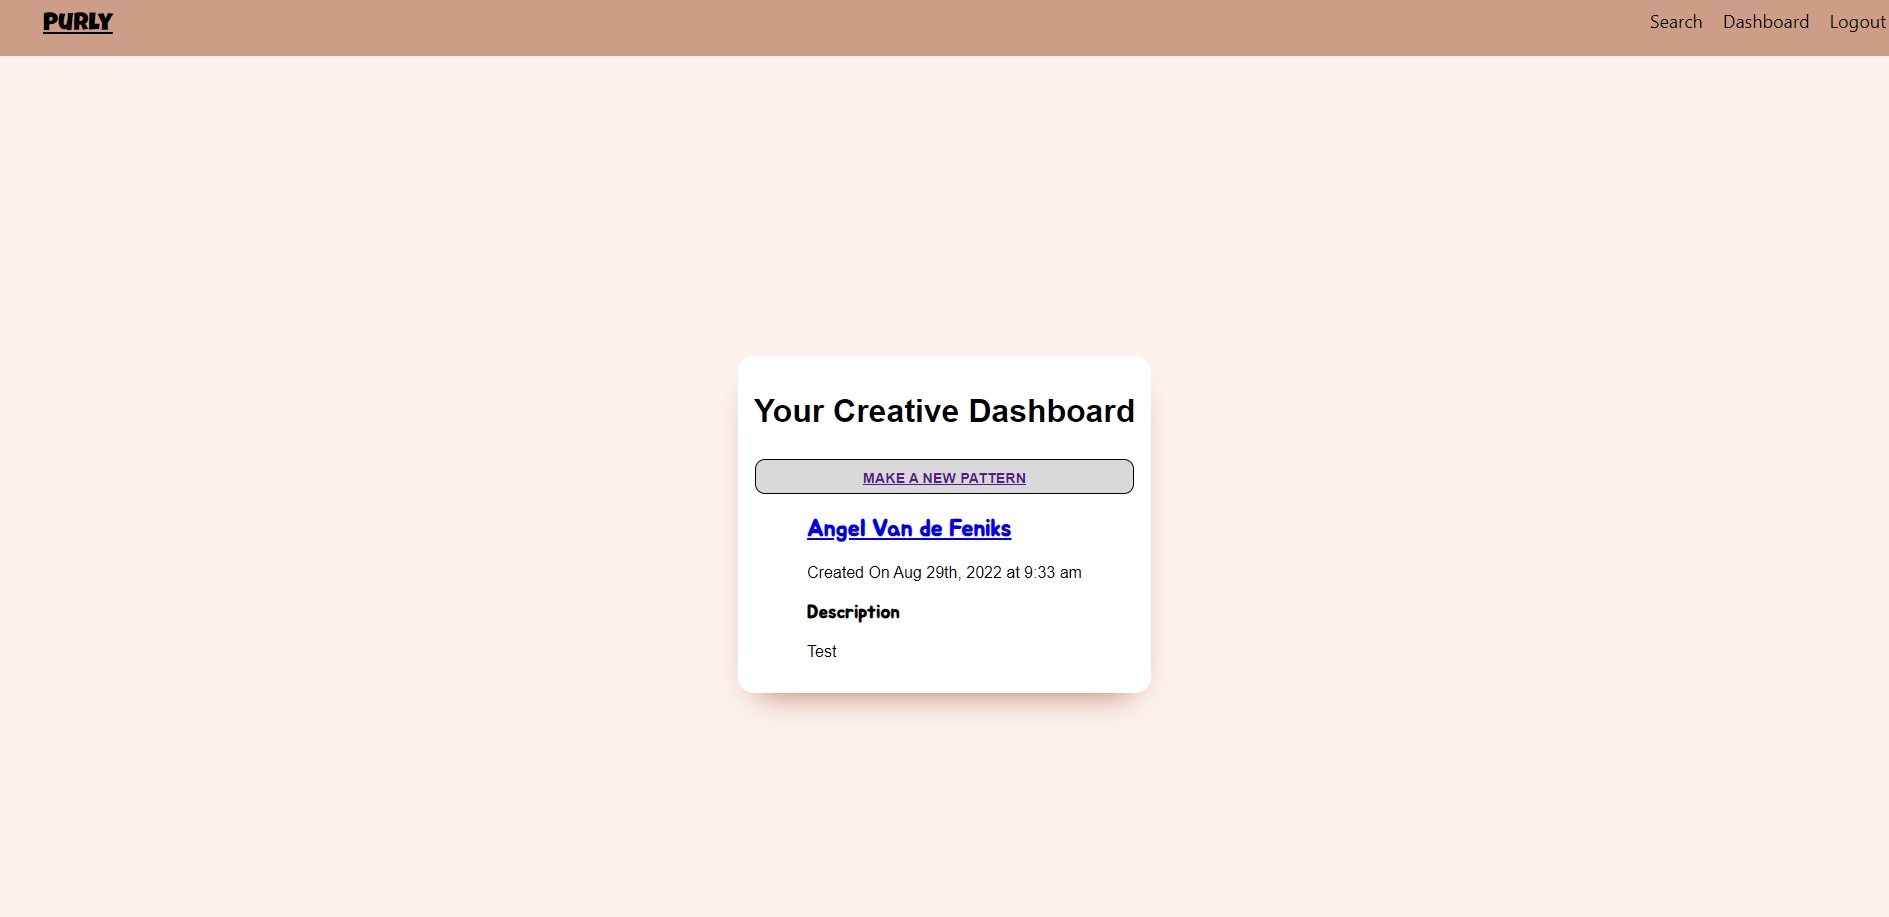 PURLY
Search Dashboard Logout
Your Creative Dashboard
MAKE A NEW PATTERN
Angel Van de Feniks
Created On Aug 29th, 2022 at 9:33 am
Description
Test